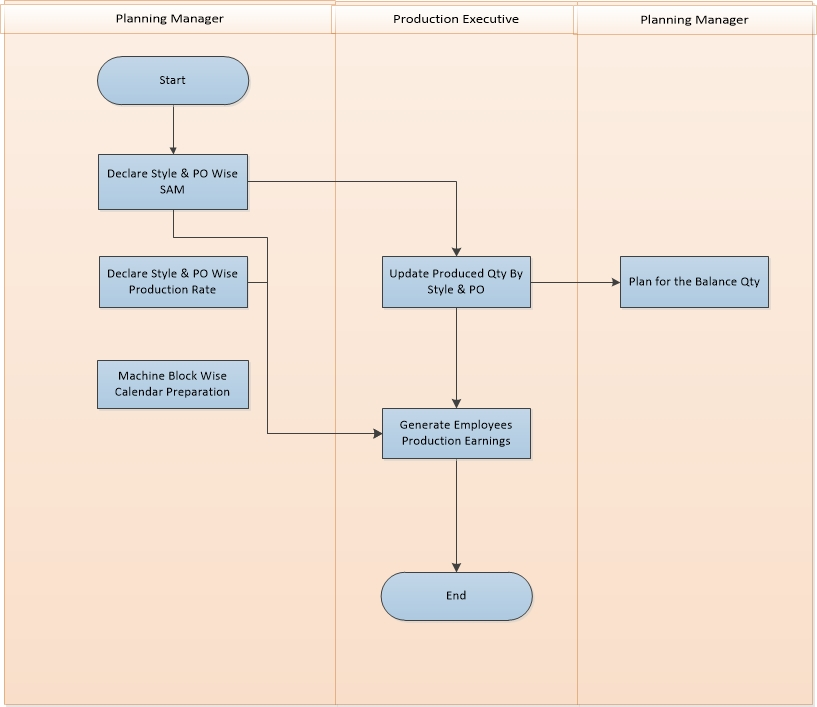 Planning Manager
Production Executive
Planning Manager
Start
Declare Style & PO Wise
SAM
Declare Style & PO Wise
Production Rate
Update Produced Qty By
Style & PO
Plan for the Balance Qty
Machine Block Wise
Calendar Preparation
Generate Employees
Production Earnings
End